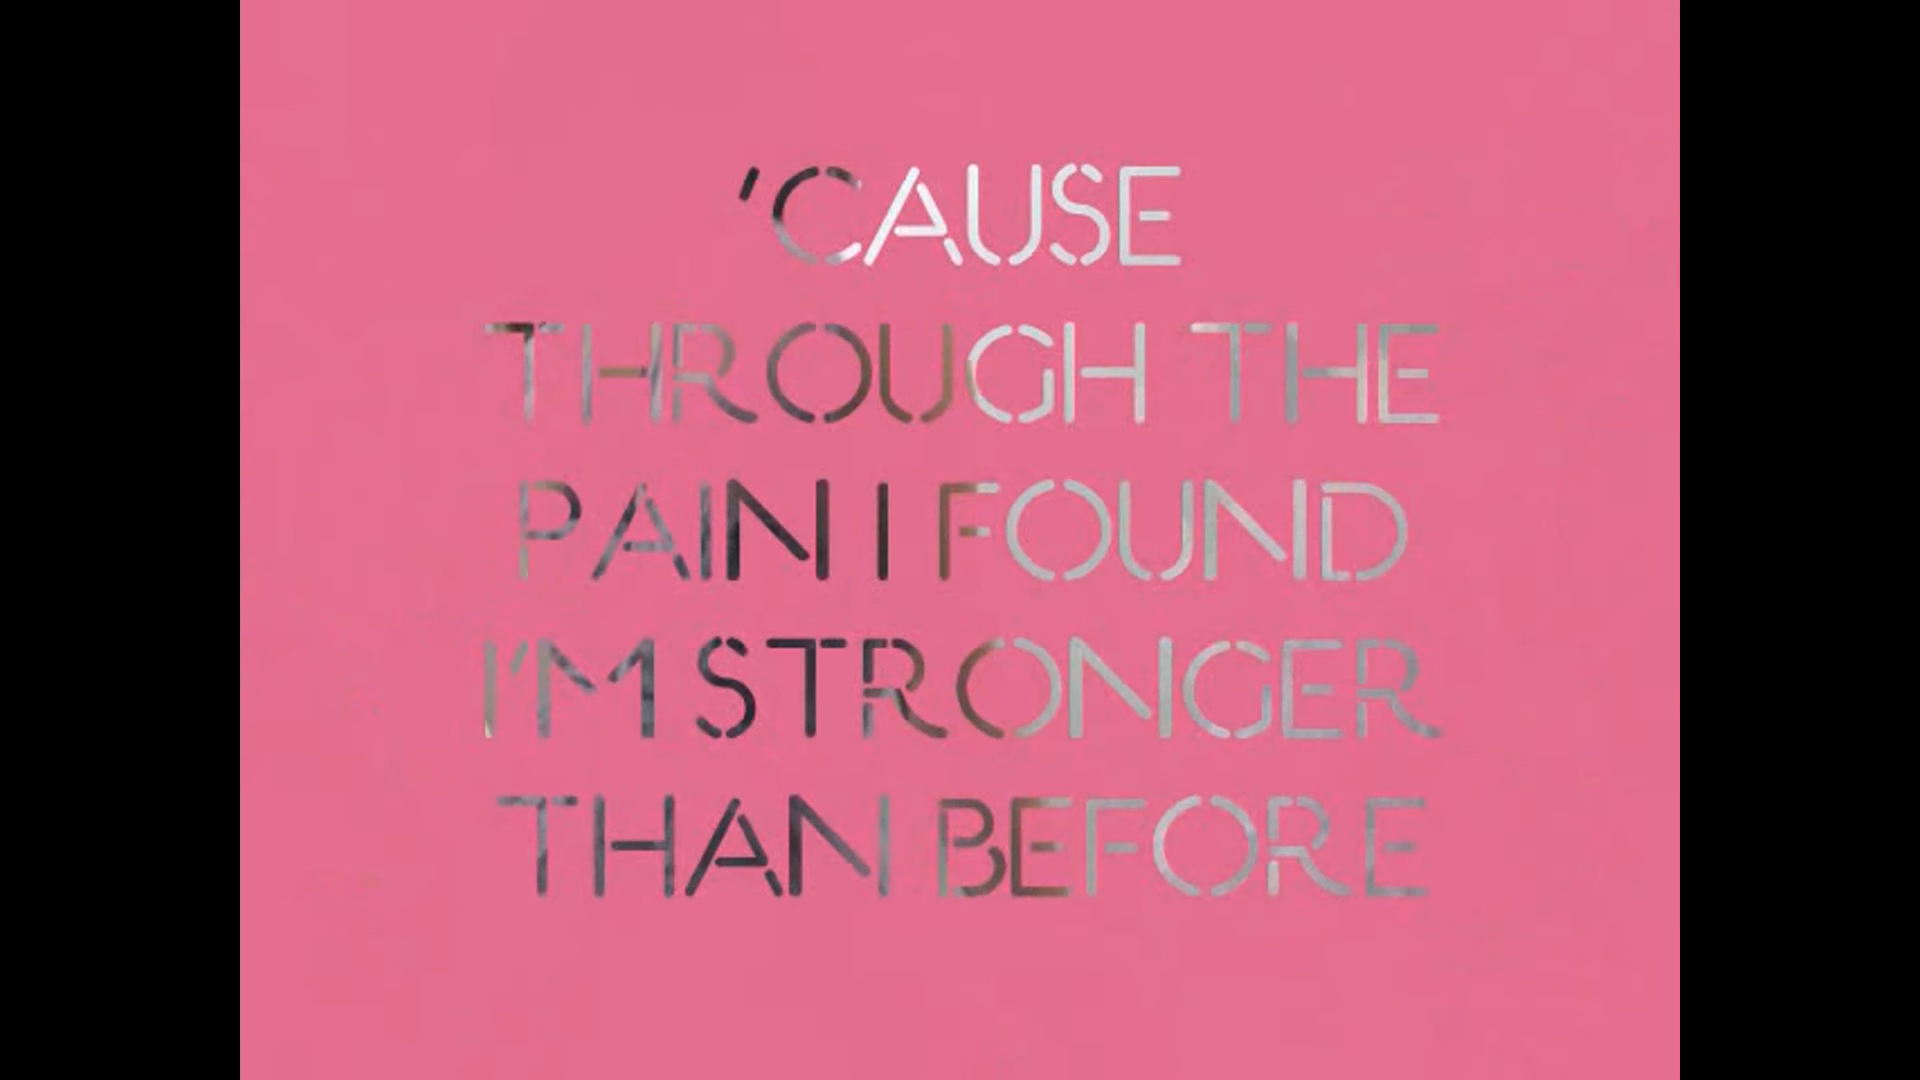 'CAUSE
THROUGH THE
PAIN I FOUND
I'M STRONGER
THAN BEFORE